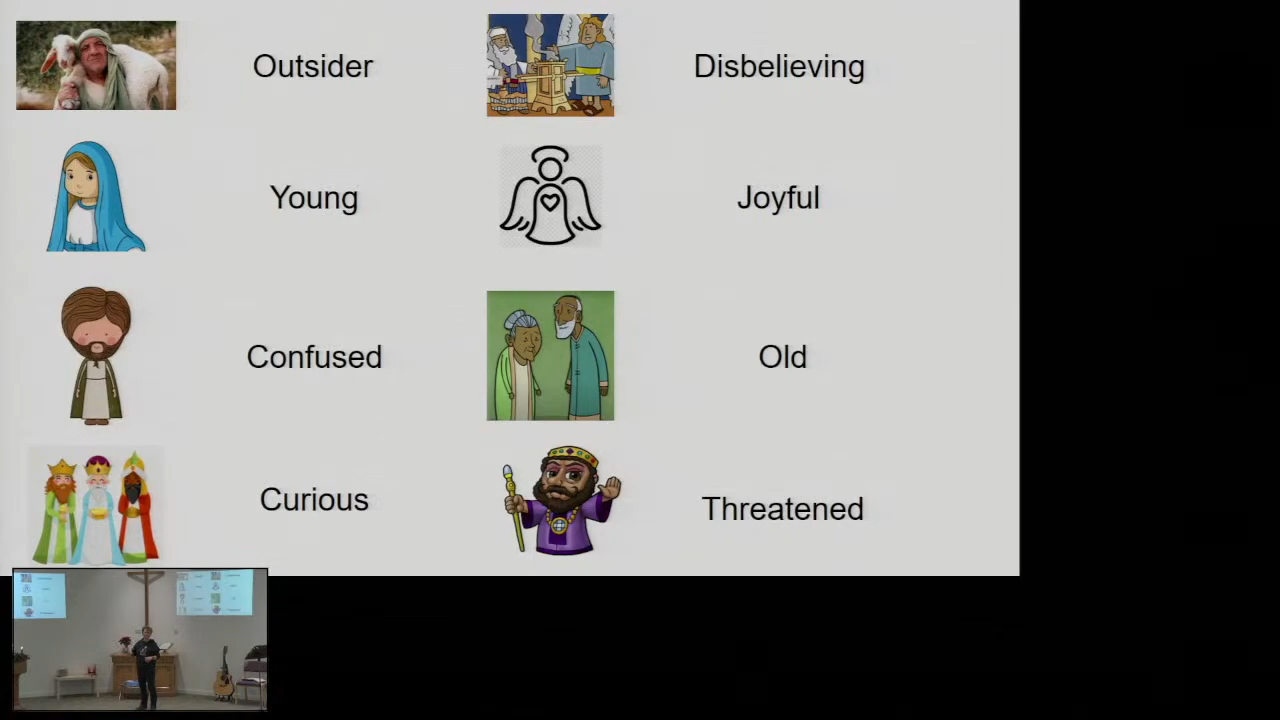 Outsider
Disbelieving
Young
Joyful
Confused
Old
Curious
Threatened